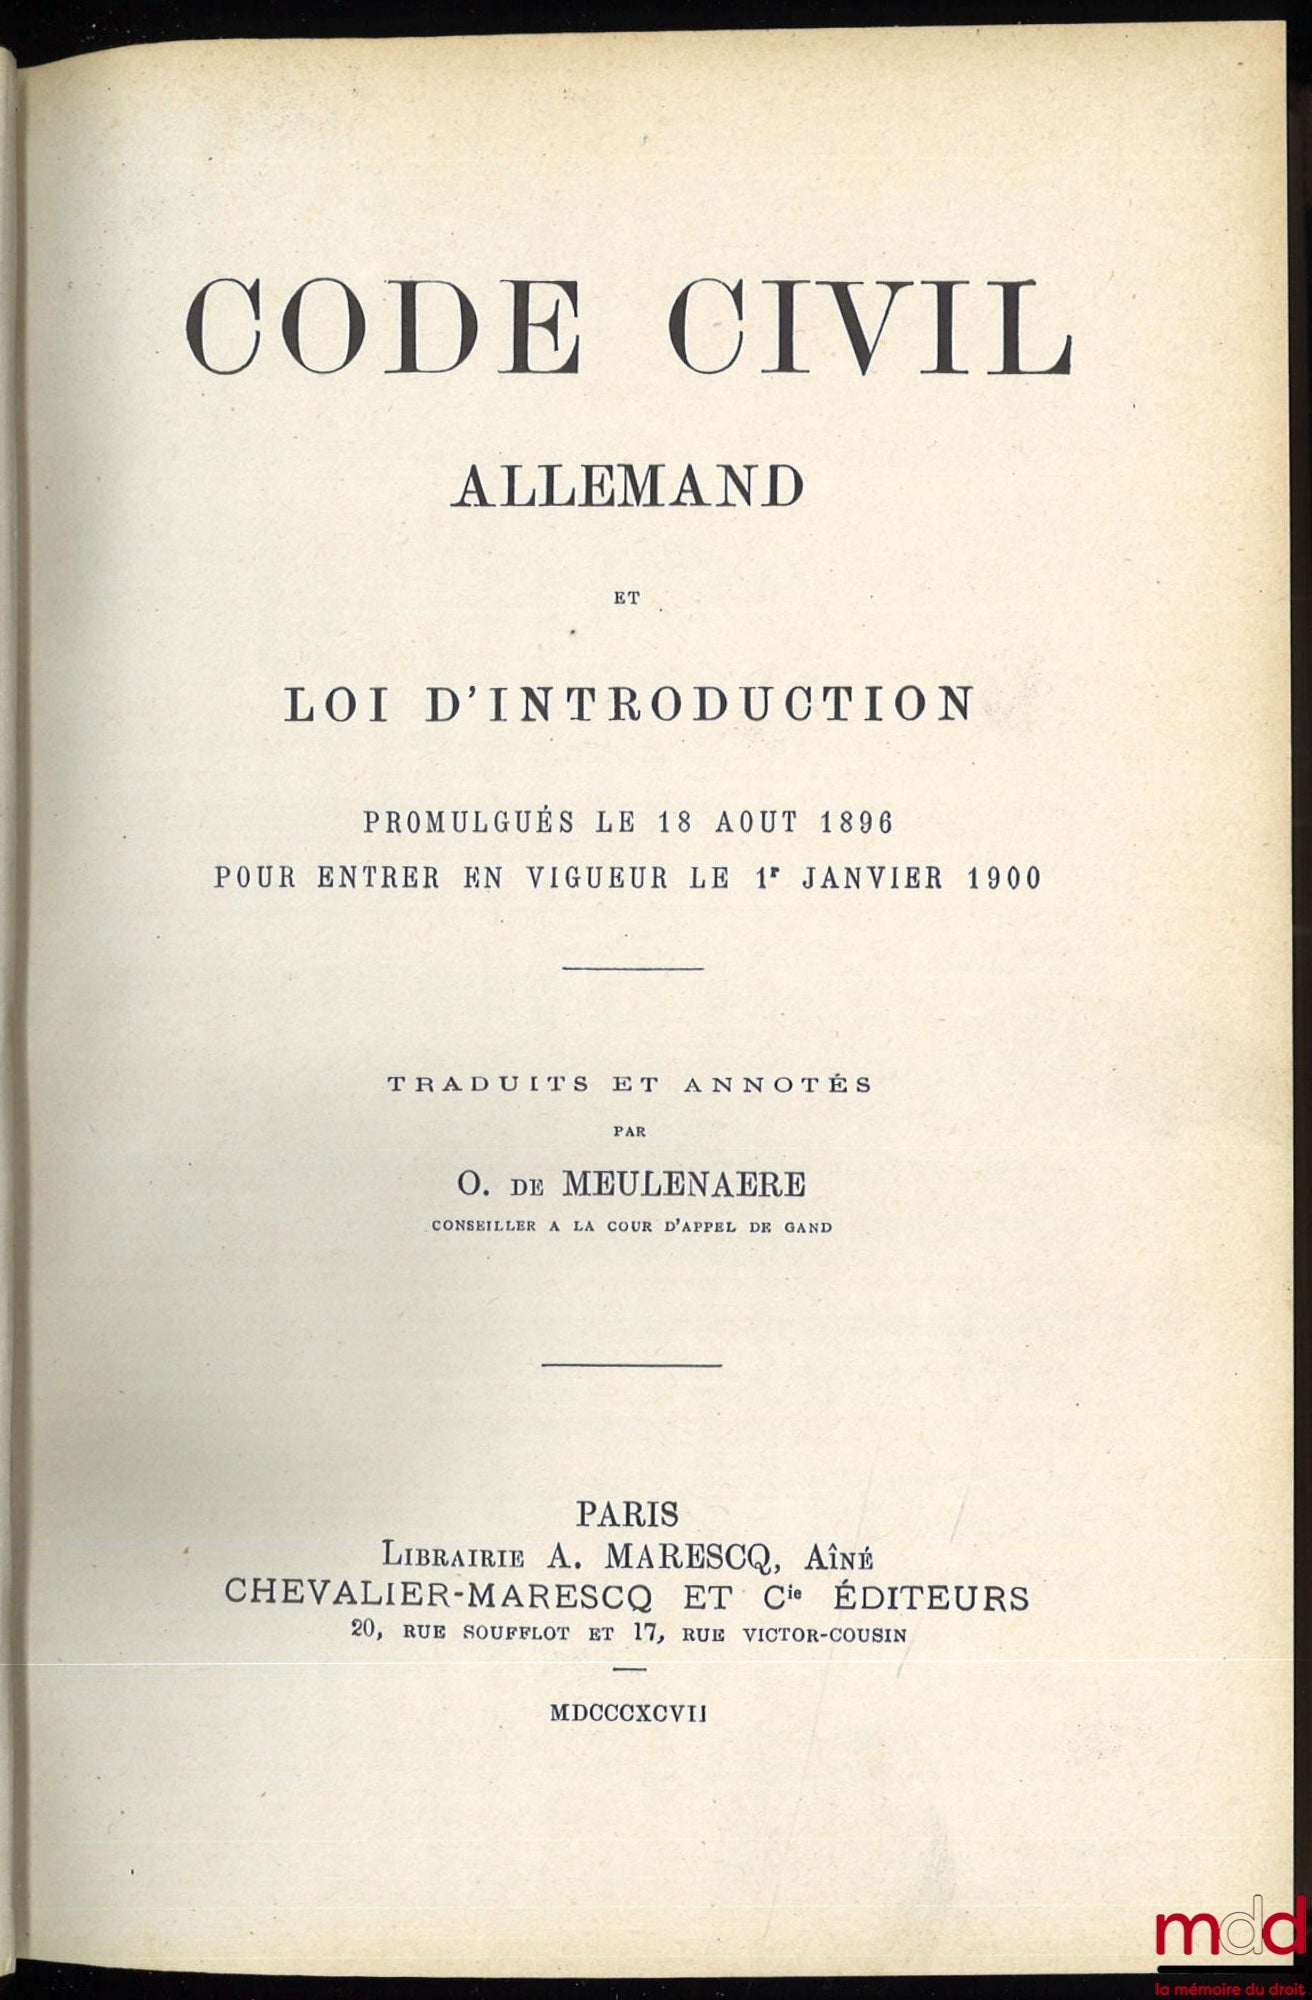 CODE CIVIL
ALLEMAND
ET
LOI D'INTRODUCTION
PROMULGUÉS LE 18 AOUT 1896
POUR ENTRER EN VIGUEUR LE 1r JANVIER 1900
TRADUITS ET ANNOTÉS
PAR
O. DE MEULENAERE
CONSEILLER A LA COUR D'APPEL DE GAND
PARIS
LIBRAIRIE A. MARESCQ, AÎNÉ
CHEVALIER-MARESCQ ET Cie ÉDITEURS
20, RUE SOUFFLOT ET 17, RUE VICTOR-COUSIN
MDCCCXCVII
mdd
la mémoire du droit